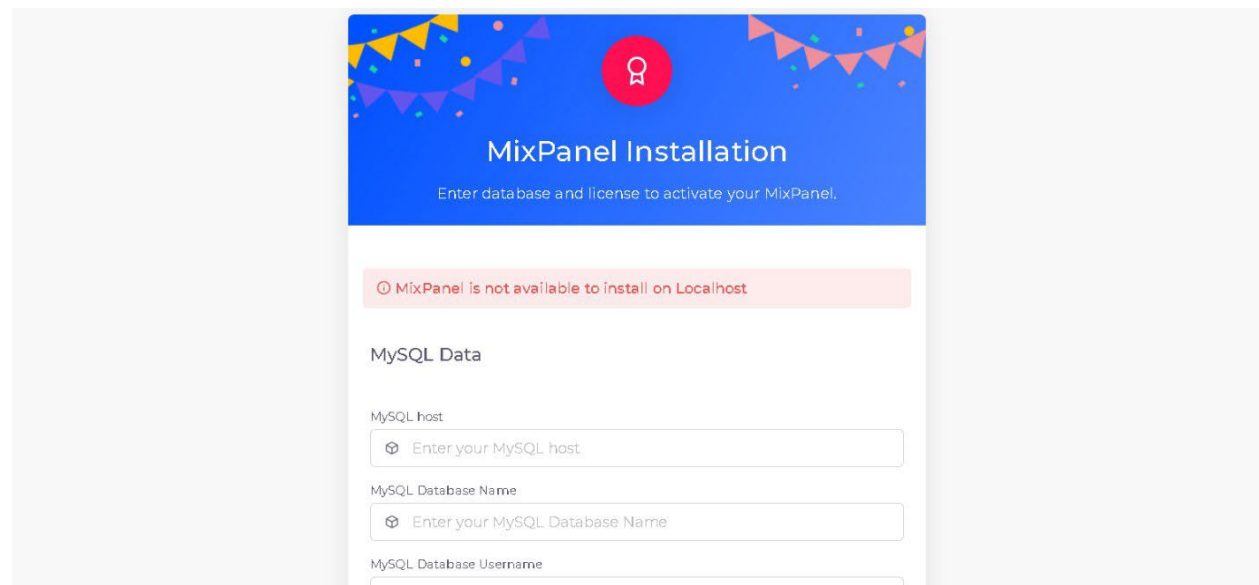 MixPanel Installation
Enter database and license to activate your MixPanel.
MixPanel is not available to install on Localhost
MySQL Data
MySQL host
Enter your MySQL host
MySQL Database Name
Enter your MySQL Database Name
MySQL Database Username